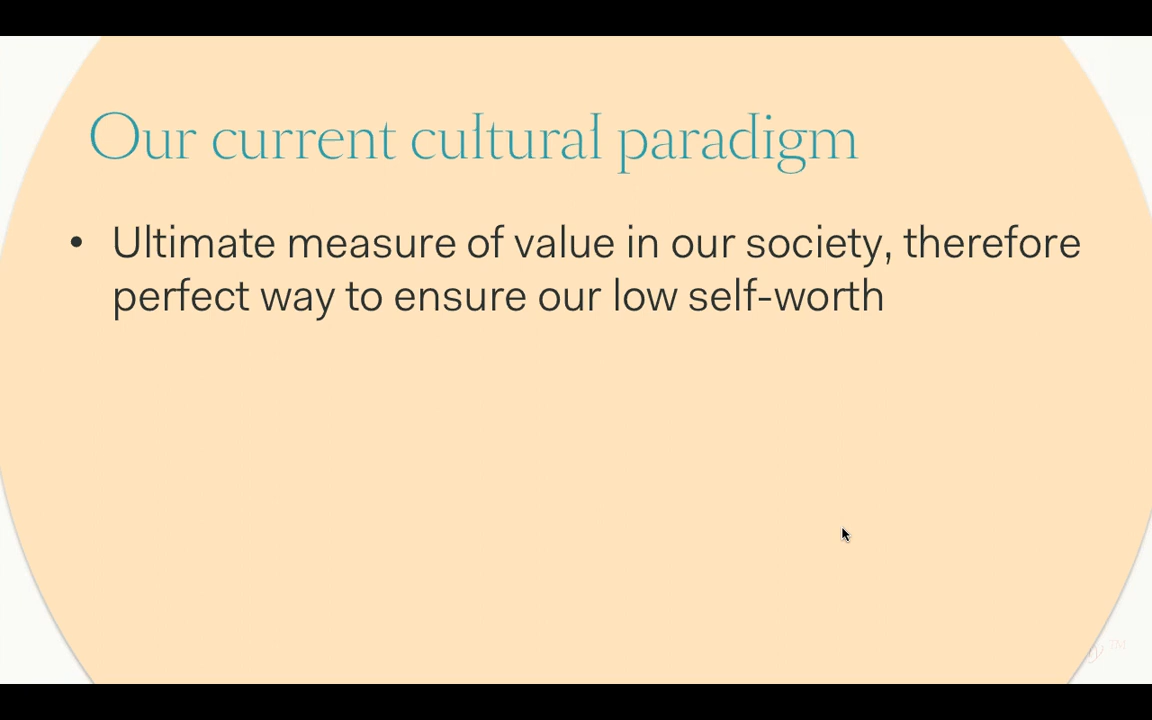 Our current cultural paradigm
• Ultimate measure of value in our society, therefore
perfect way to ensure our low self-worth
TM